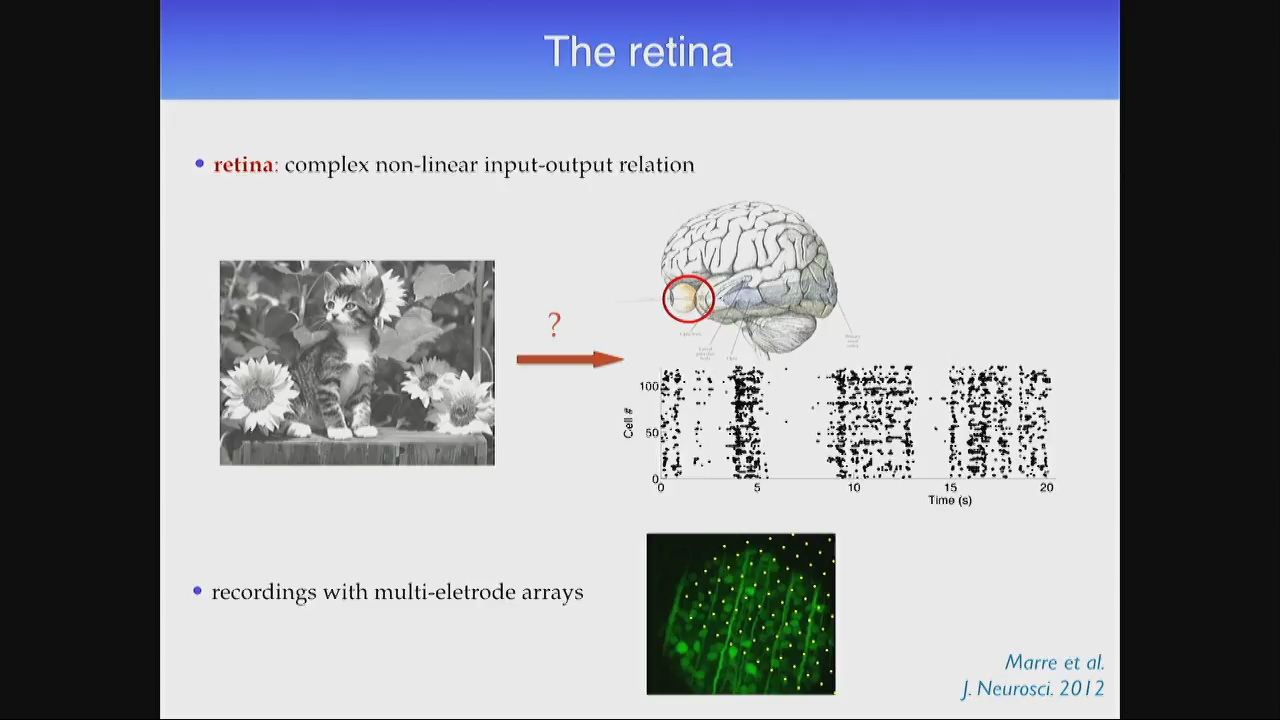 The retina
• retina: complex non-linear input-output relation
?
100
50
0
Cell #
0 5 10 15 20
Time (s)
• recordings with multi-eletrode arrays
Marre et al.
J. Neurosci. 2012